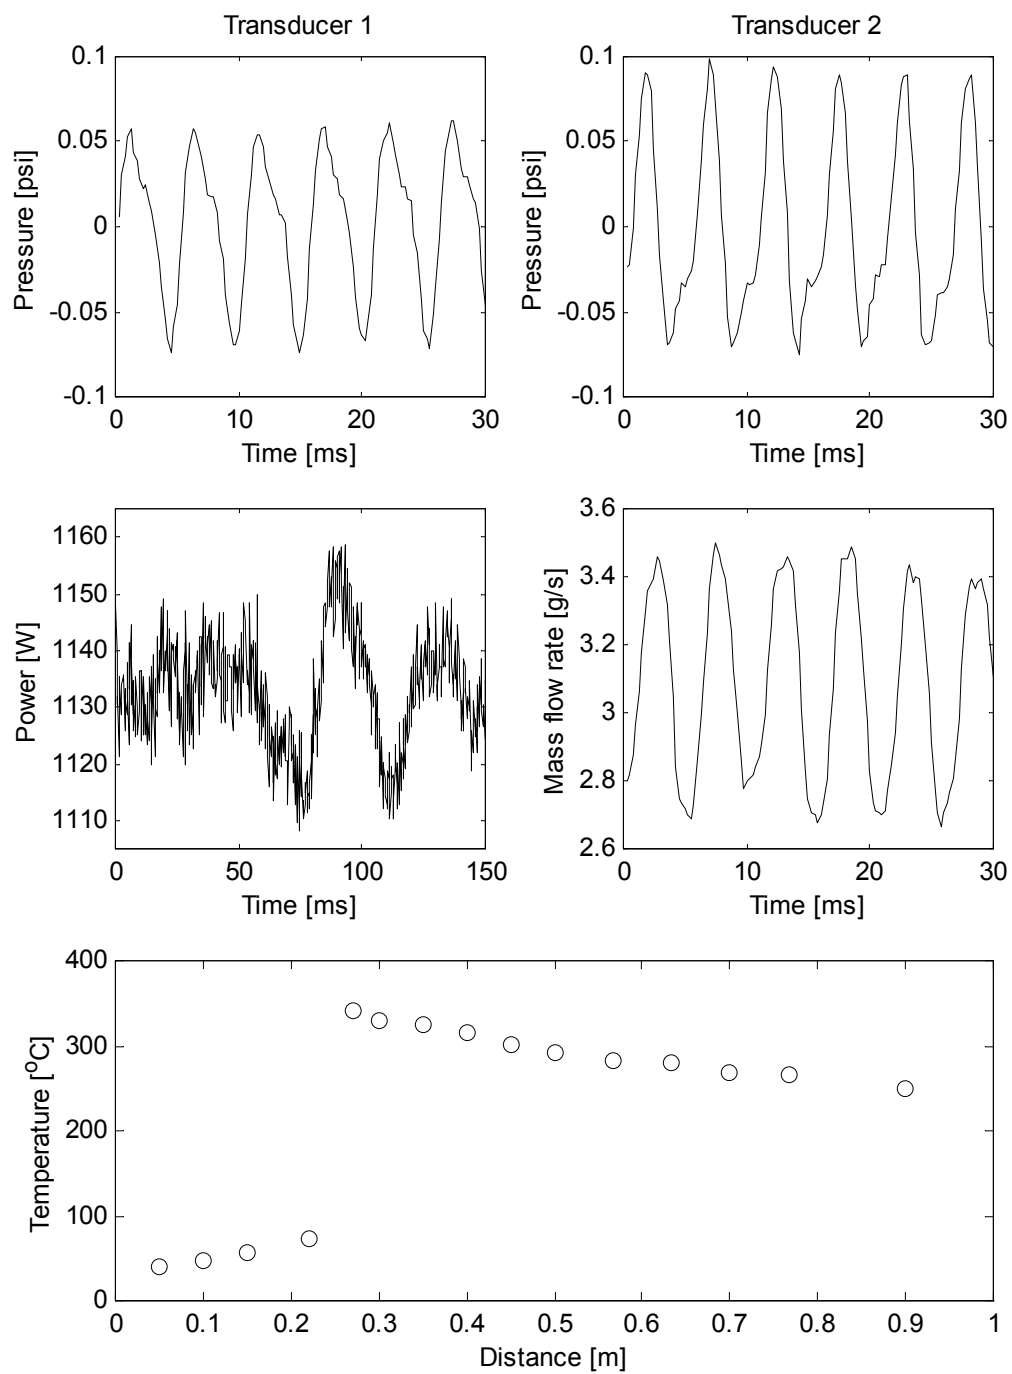 Transducer 1
Transducer 2
0.1
0.05
0
-0.05
-0.1
Pressure [psi]
0 10 20 30
Time [ms]
0.1
0.05
0
-0.05
-0.1
Pressure [psi]
0 10 20 30
Time [ms]
1160
1150
1140
1130
1120
1110
Power [W]
0 50 100 150
Time [ms]
3.6
3.4
3.2
3
2.8
2.6
Mass flow rate [g/s]
0 10 20 30
Time [ms]
400
300
200
100
0
Temperature [°C]
0 0.1 0.2 0.3 0.4 0.5 0.6 0.7 0.8 0.9 1
Distance [m]